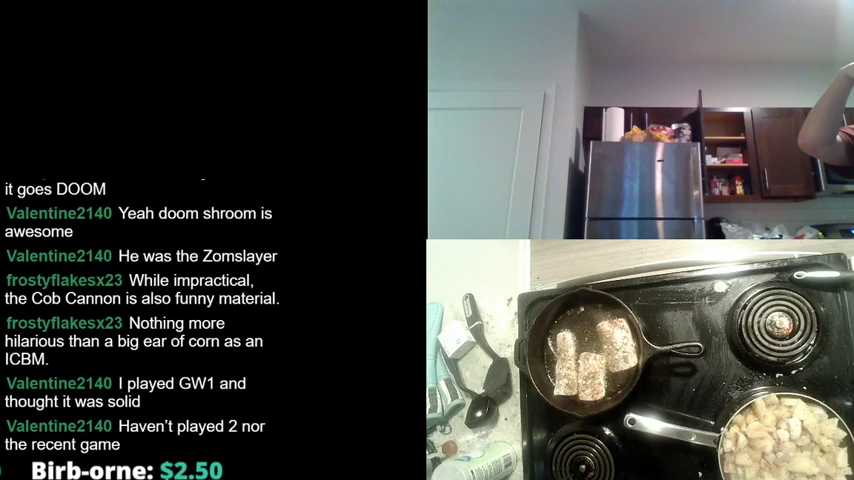 it goes DOOM
Valentine2140 Yeah doom shroom is
awesome
Valentine2140 He was the Zomslayer
frostyflakesx23 While impractical,
the Cob Cannon is also funny material.
frostyflakesx23 Nothing more
hilarious than a big ear of corn as an
ICBM.
Valentine2140 I played GW1 and
thought it was solid
Valentine2140 Haven't played 2 nor
the recent game
Birb-orne: $2.50